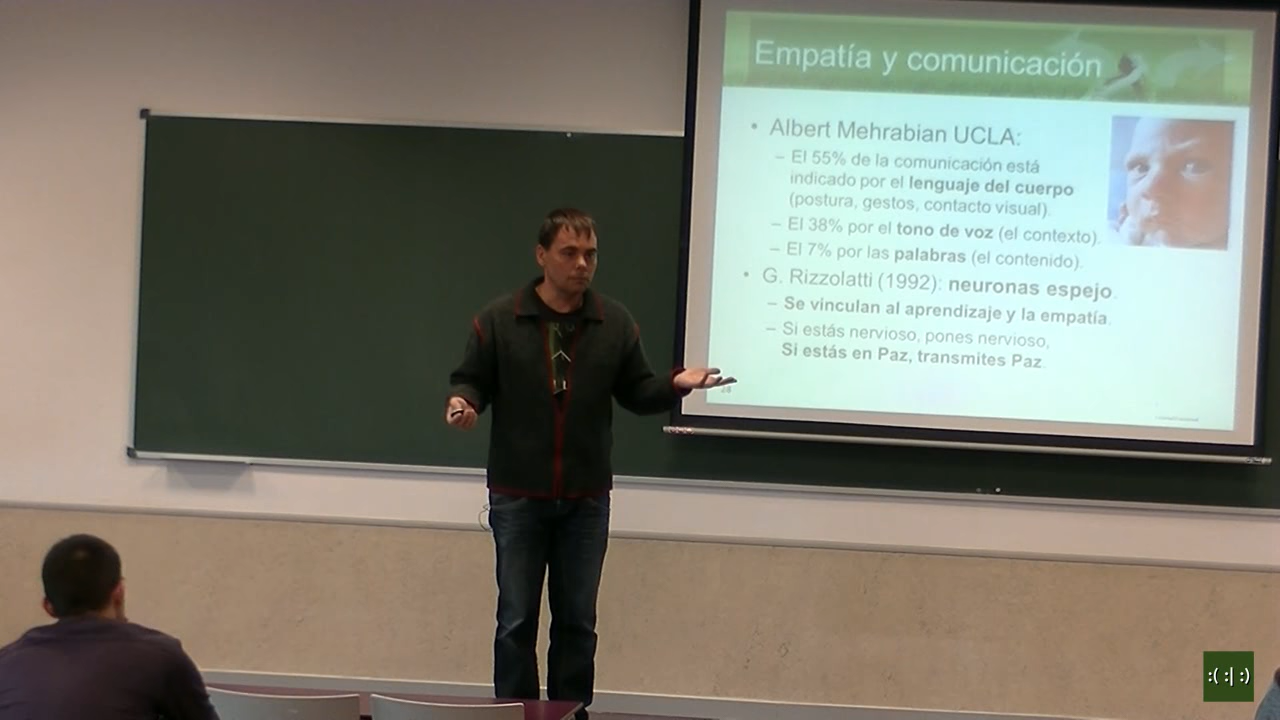 Empatía y comunicación
• Albert Mehrabian UCLA:
– El 55% de la comunicación está
indicado por el lenguaje del cuerpo
(postura, gestos, contacto visual).
– El 38% por el tono de voz (el contexto).
– El 7% por las palabras (el contenido).
• G. Rizzolatti (1992): neuronas espejo.
– Se vinculan al aprendizaje y la empatía.
– Si estás nervioso, pones nervioso,
Si estás en Paz, transmites Paz.
28
:( :| :)